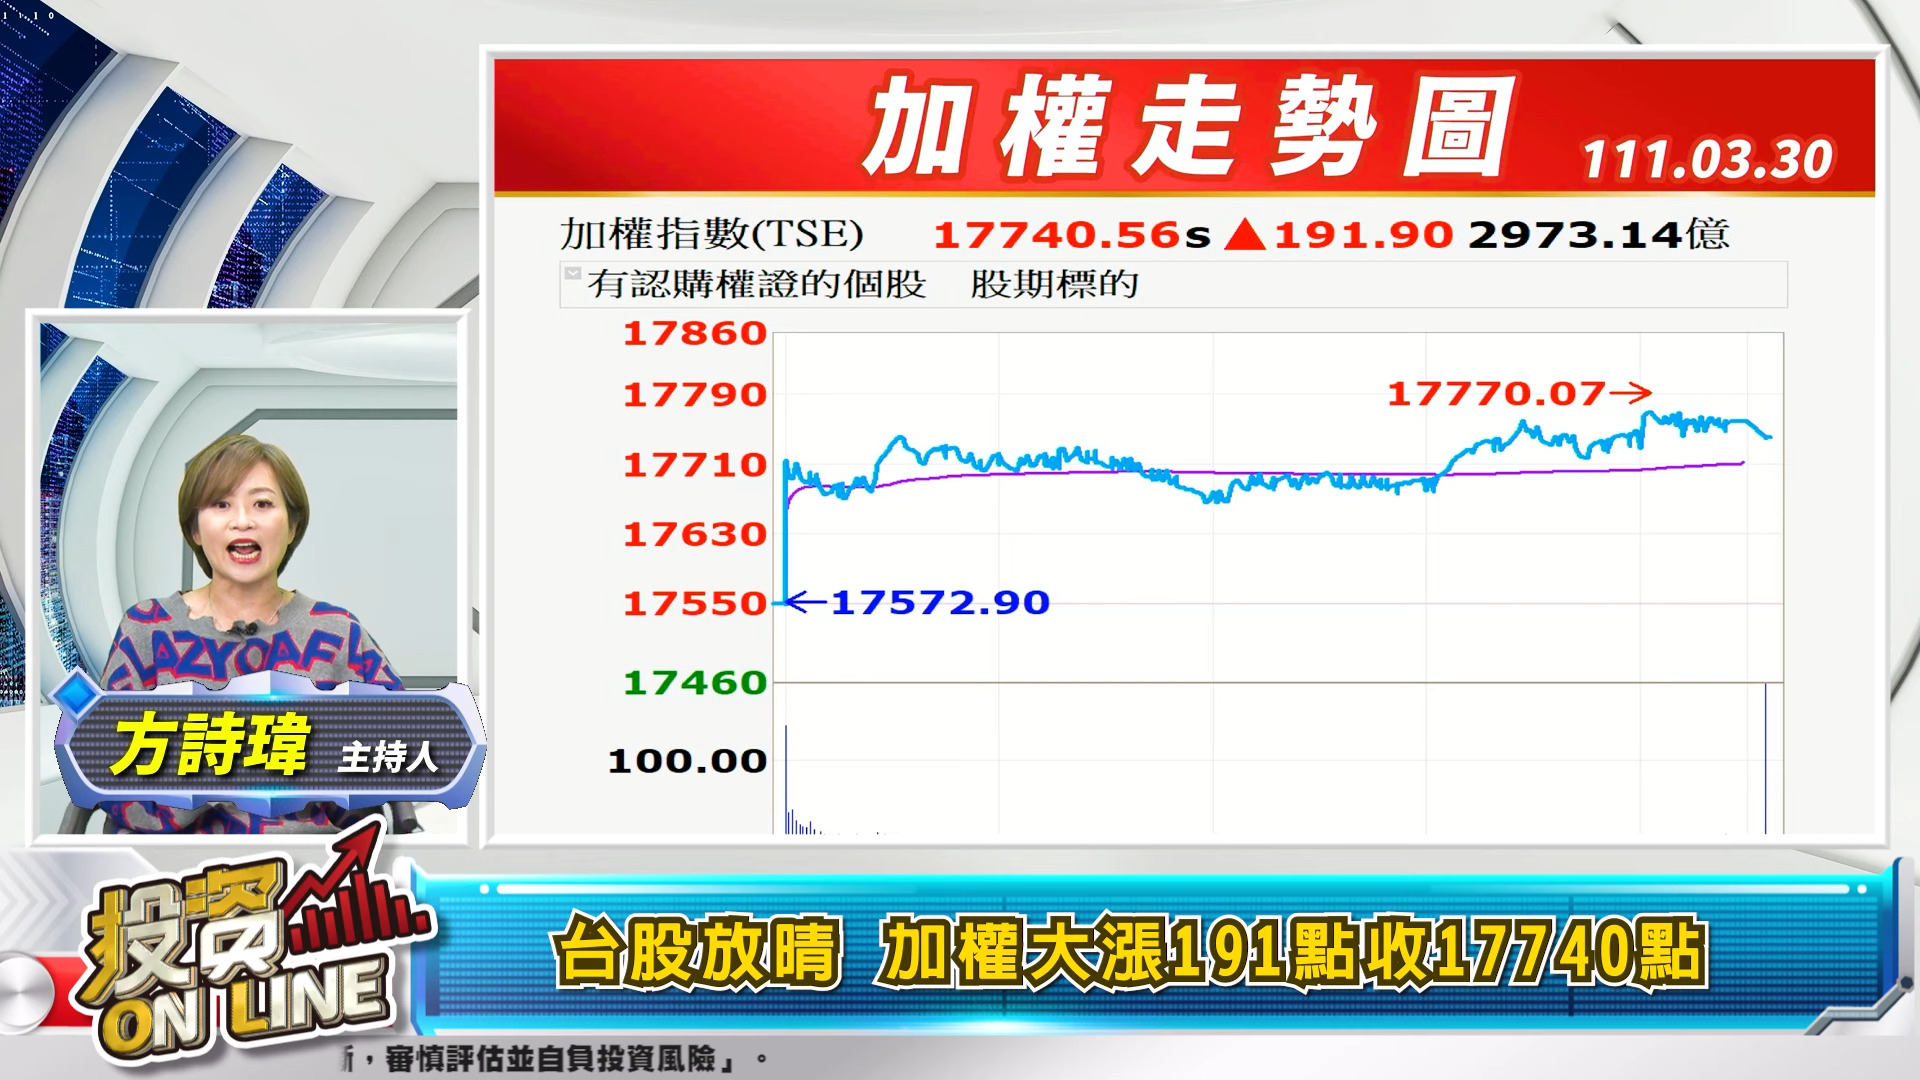 1110
加權走勢圖 111.03.30
加權指數(TSE) 17740.56s ▲191.90 2973.14億
有認購權證的個股 股期標的
17860
17790
17770.07→
17710
17630
17550
←17572.90
17460
100.00
LAZY OAF
方詩瑋 主持人
投資
ON LINE
台股放晴 加權大漲191點收17740點
，審慎評估並自負投資風險」。